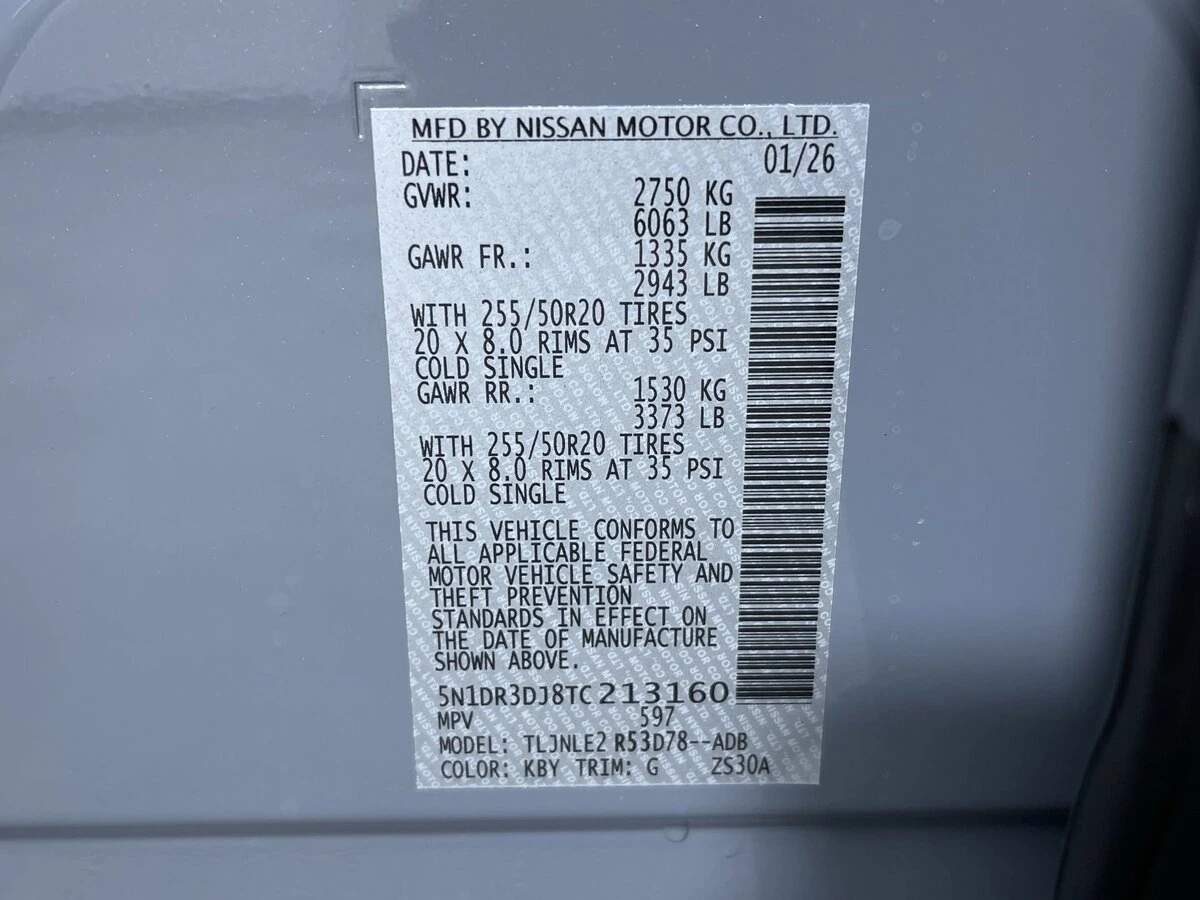 MFD BY NISSAN MOTOR CO., LTD.
DATE: 01/26
GVWR: 2750 KG
6063 LB
GAWR FR.: 1335 KG
2943 LB
WITH 255/50R20 TIRES
20 X 8.0 RIMS AT 35 PSI
COLD SINGLE
GAWR RR.: 1530 KG
3373 LB
WITH 255/50R20 TIRES
20 X 8.0 RIMS AT 35 PSI
COLD SINGLE
THIS VEHICLE CONFORMS TO
ALL APPLICABLE FEDERAL
MOTOR VEHICLE SAFETY AND
THEFT PREVENTION
STANDARDS IN EFFECT ON
THE DATE OF MANUFACTURE
SHOWN ABOVE.
5N1DR3DJ8TC213160
MPV 597
MODEL: TLJNLE2 R53D78--ADB
COLOR: KBY TRIM: G ZS30A